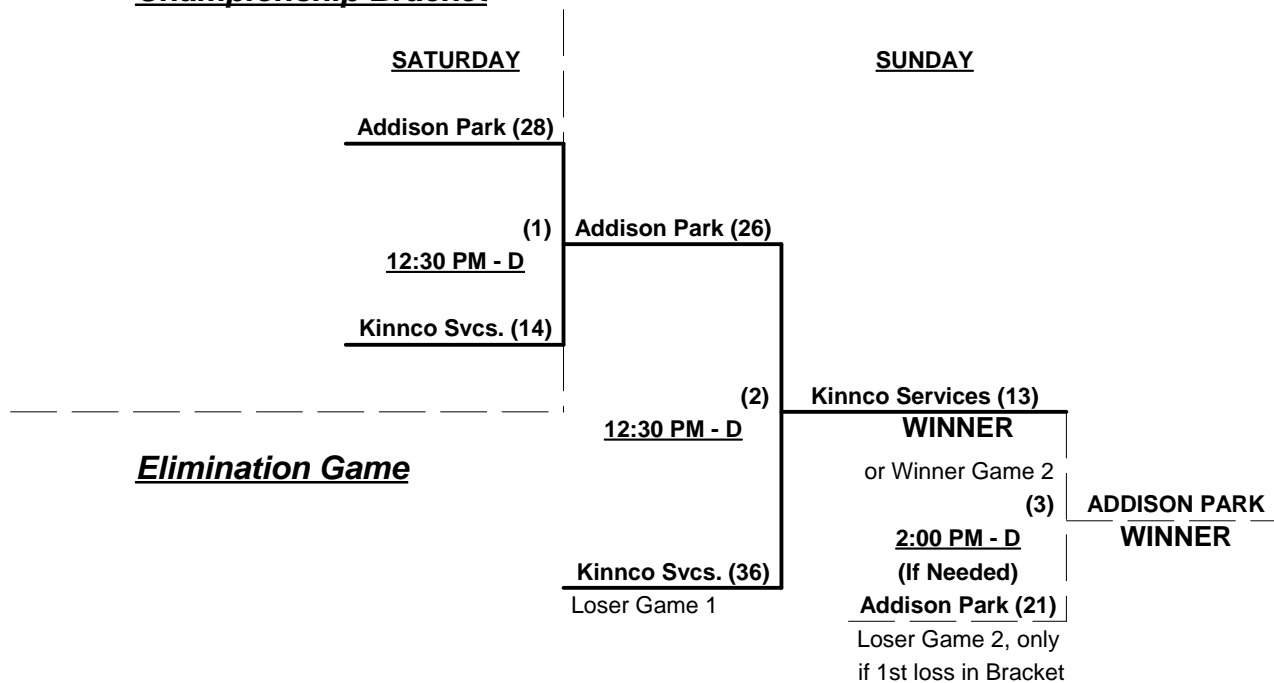 Championship Bracket
SATURDAY
SUNDAY
Addison Park (28)
(1)
Addison Park (26)
12:30 PM - D
Kinnco Svcs. (14)
(2)
Kinnco Services (13)
12:30 PM - D
WINNER
Elimination Game
or Winner Game 2
(3)
ADDISON PARK
2:00 PM - D
WINNER
Kinnco Svcs. (36)
(If Needed)
Loser Game 1
Addison Park (21)
Loser Game 2, only
if 1st loss in Bracket